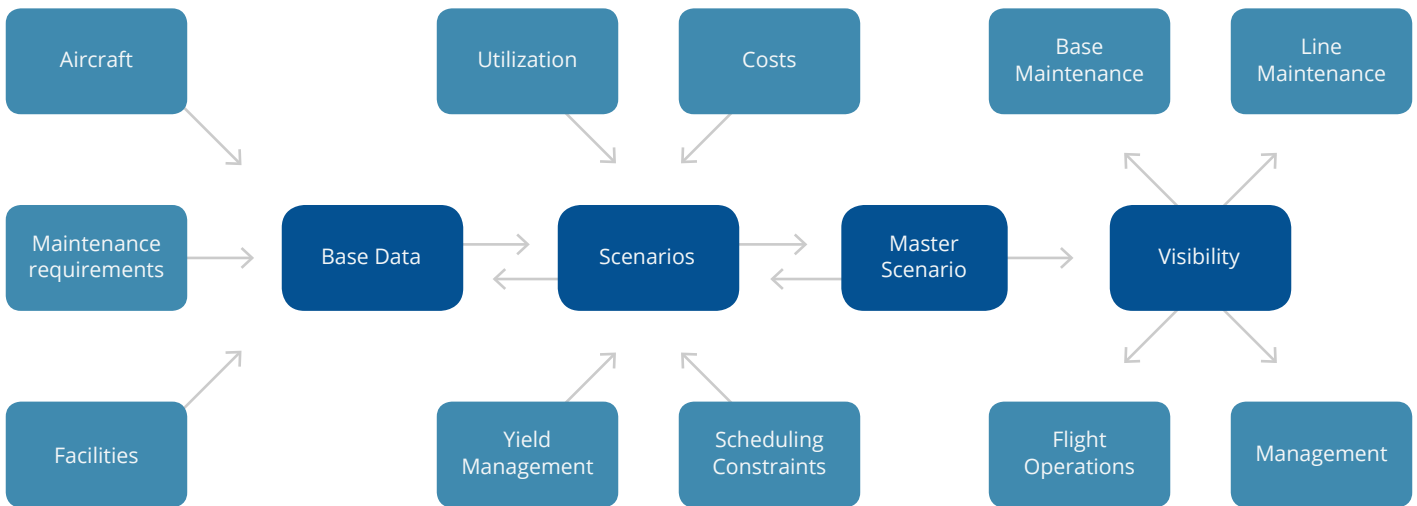 Aircraft
Utilization
Costs
Base
Maintenance
Line
Maintenance
Maintenance
requirements
Base Data
Scenarios
Master
Scenario
Visibility
Facilities
Yield
Management
Scheduling
Constraints
Flight
Operations
Management